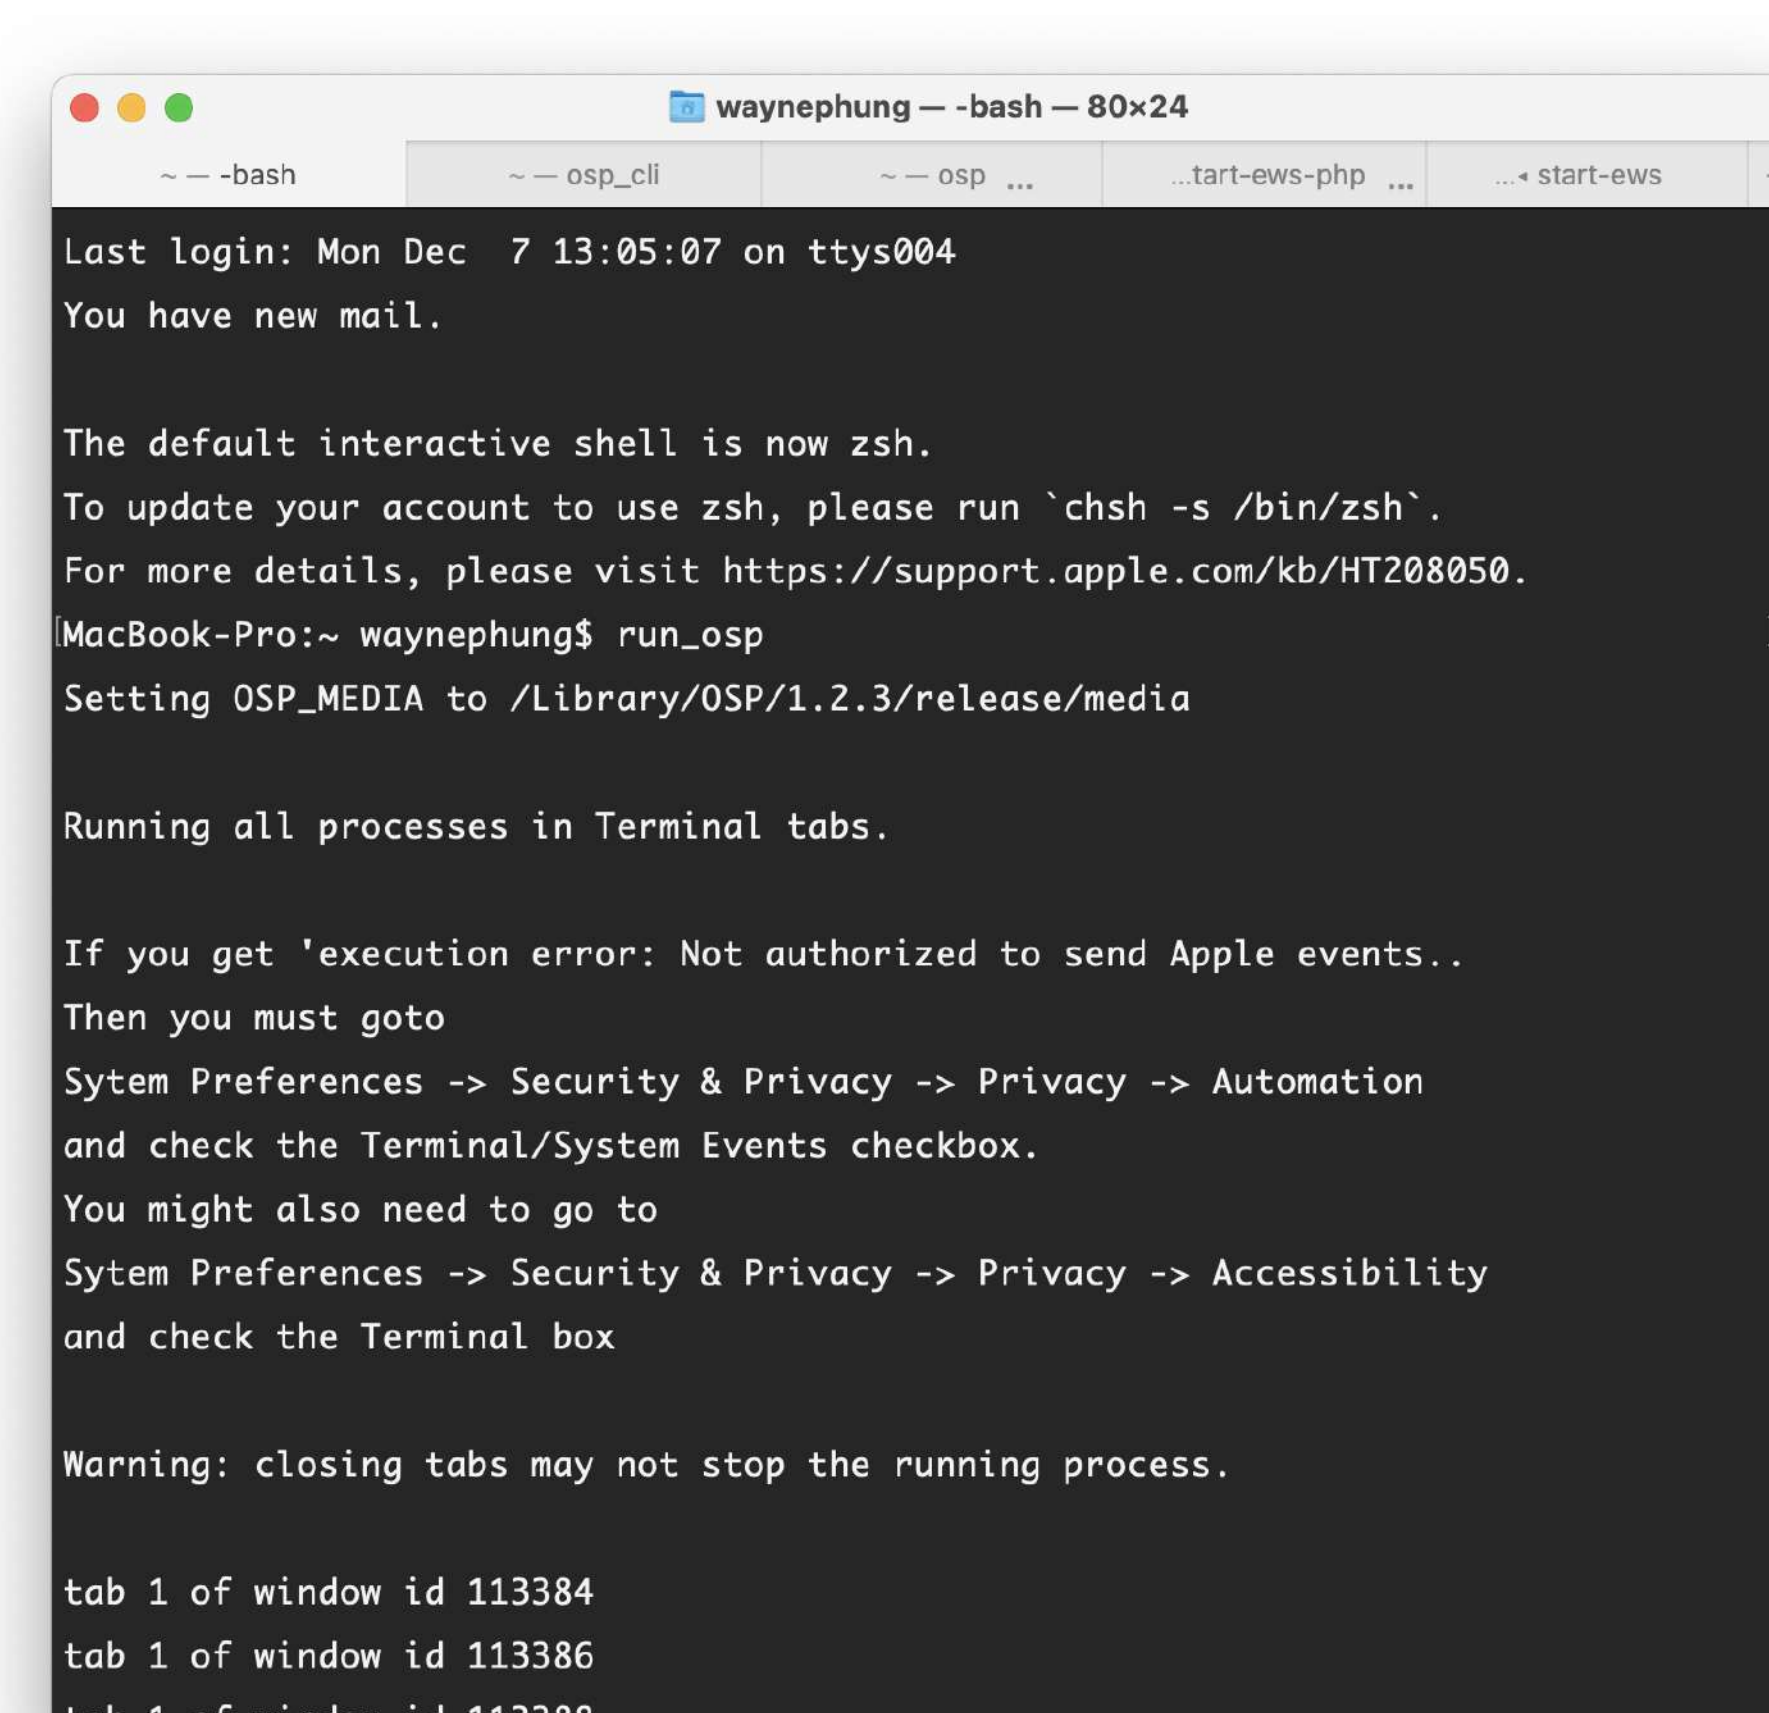 waynephung — -bash — 80×24
~ — -bash ~ — osp_cli ~ — osp ... ...tart-ews-php ... ...◂ start-ews
Last login: Mon Dec  7 13:05:07 on ttys004
You have new mail.
The default interactive shell is now zsh.
To update your account to use zsh, please run `chsh -s /bin/zsh`.
For more details, please visit https://support.apple.com/kb/HT208050.
[MacBook-Pro:~ waynephung$ run_osp
Setting OSP_MEDIA to /Library/OSP/1.2.3/release/media
Running all processes in Terminal tabs.
If you get 'execution error: Not authorized to send Apple events..
Then you must goto
Sytem Preferences -> Security & Privacy -> Privacy -> Automation
and check the Terminal/System Events checkbox.
You might also need to go to
Sytem Preferences -> Security & Privacy -> Privacy -> Accessibility
and check the Terminal box
Warning: closing tabs may not stop the running process.
tab 1 of window id 113384
tab 1 of window id 113386